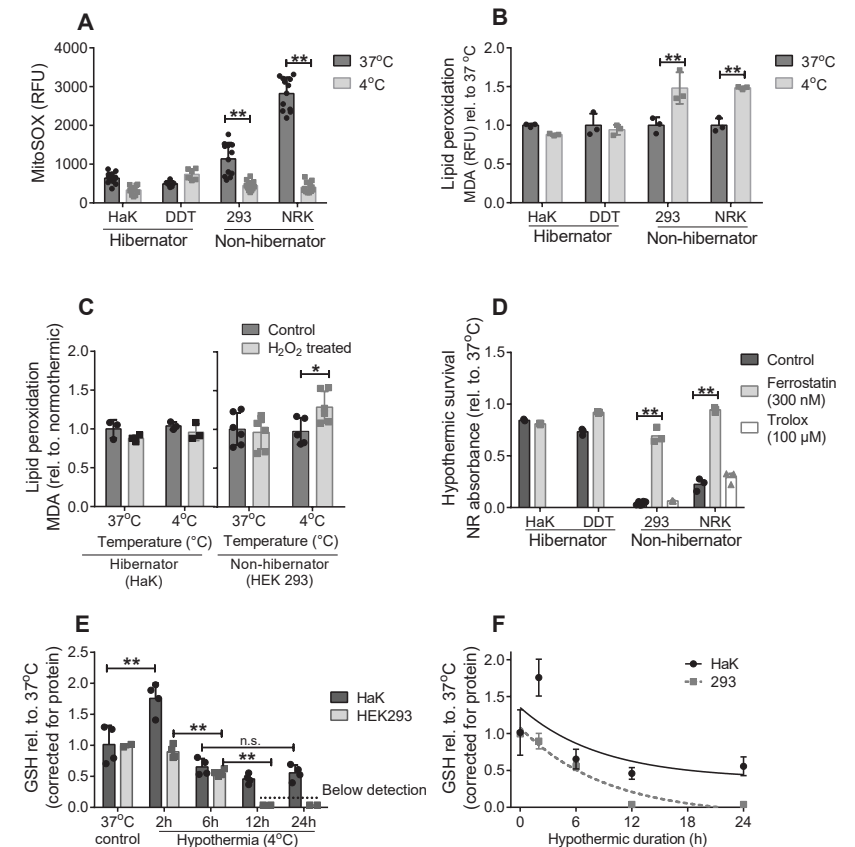 A
MitoSOX (RFU)
4000
3000
2000
1000
0
**
**
37°C
4°C
HaK DDT 293 NRK
Hibernator Non-hibernator
B
Lipid peroxidation
MDA (RFU) rel. to 37 °C
2.0
1.5
1.0
0.5
0.0
**
**
37°C
4°C
HaK DDT 293 NRK
Hibernator Non-hibernator
C
Lipid peroxidation
MDA (rel. to. normothermic)
2.0
1.5
1.0
0.5
0.0
Control
H2O2 treated
*
37°C 4°C 37°C 4°C
Temperature (°C) Temperature (°C)
Hibernator Non-hibernator
(HaK) (HEK 293)
D
Hypothermic survival
NR absorbance (rel. to. 37°C)
1.5
1.0
0.5
0.0
**
**
Control
Ferrostatin
(300 nM)
Trolox
(100 µM)
HaK DDT 293 NRK
Hibernator Non-hibernator
E
GSH rel. to. 37°C
(corrected for protein)
2.5
2.0
1.5
1.0
0.5
0.0
**
**
n.s.
**
HaK
HEK293
Below detection
37°C 2h 6h 12h 24h
control Hypothermia (4°C)
F
GSH rel. to. 37°C
(corrected for protein)
2.0
1.5
1.0
0.5
0.0
HaK
293
0 6 12 18 24
Hypothermic duration (h)